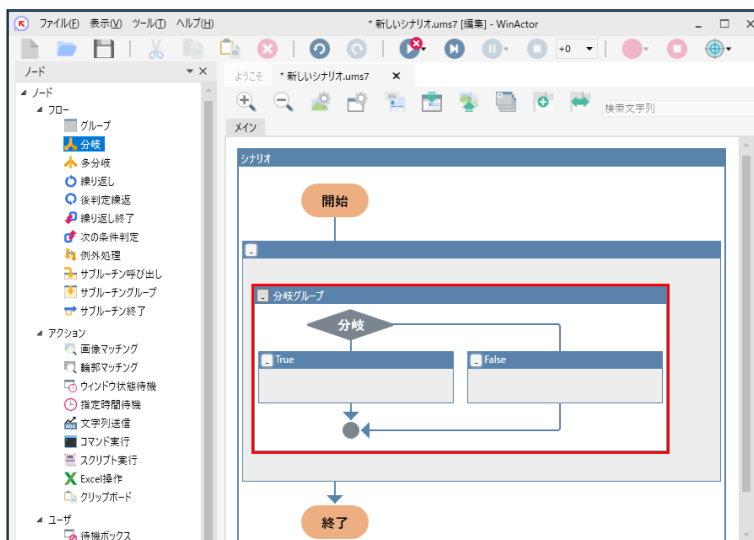 ファイル(F) 表示(V) ツール(T) ヘルプ(H)
* 新しいシナリオ.ums7 [編集] - WinActor
+0
ノード
ようこそ
* 新しいシナリオ.ums7
検索文字列
メイン
ノード
フロー
グループ
分岐
多分岐
繰り返し
後判定繰返
繰り返し終了
次の条件判定
例外処理
サブルーチン呼び出し
サブルーチングループ
サブルーチン終了
アクション
画像マッチング
輪郭マッチング
ウィンドウ状態待機
指定時間待機
文字列送信
コマンド実行
スクリプト実行
Excel操作
クリップボード
ユーザ
待機ボックス
シナリオ
開始
分岐グループ
分岐
True
False
終了